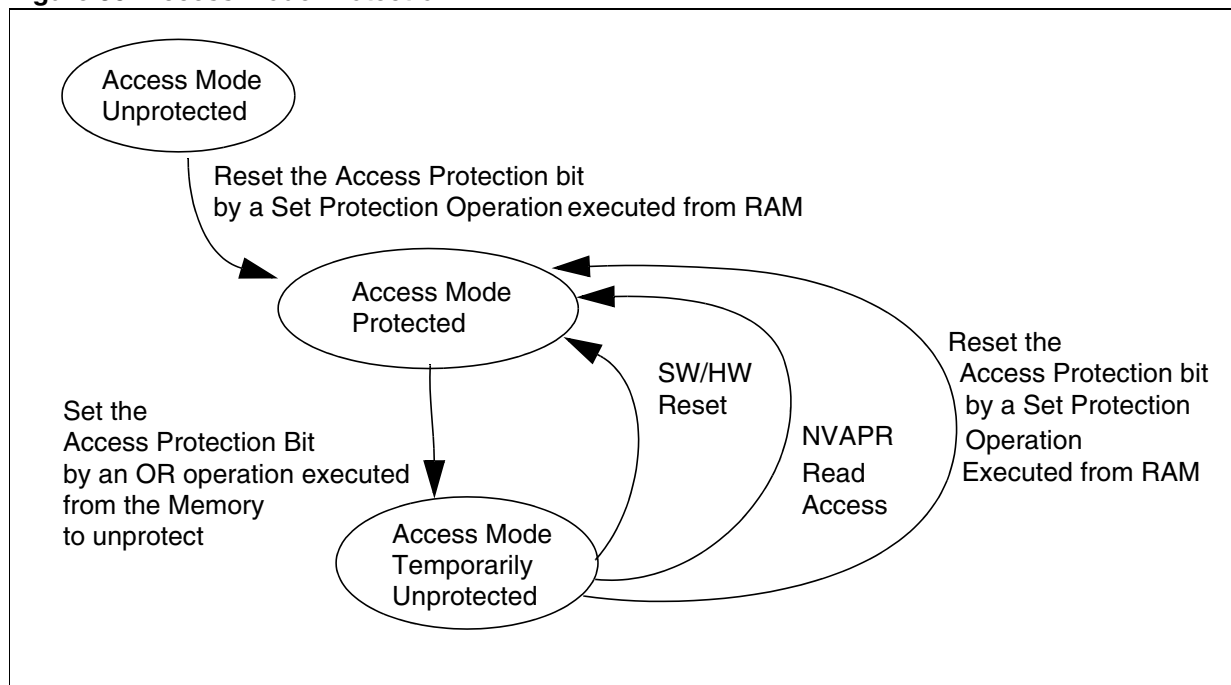 Access Mode
Unprotected
Reset the Access Protection bit
by a Set Protection Operation executed from RAM
Access Mode
Protected
SW/HW
Reset
Reset the
Access Protection bit
by a Set Protection
Operation
Executed from RAM
NVAPR
Read
Access
Set the
Access Protection Bit
by an OR operation executed
from the Memory
to unprotect
Access Mode
Temporarily
Unprotected